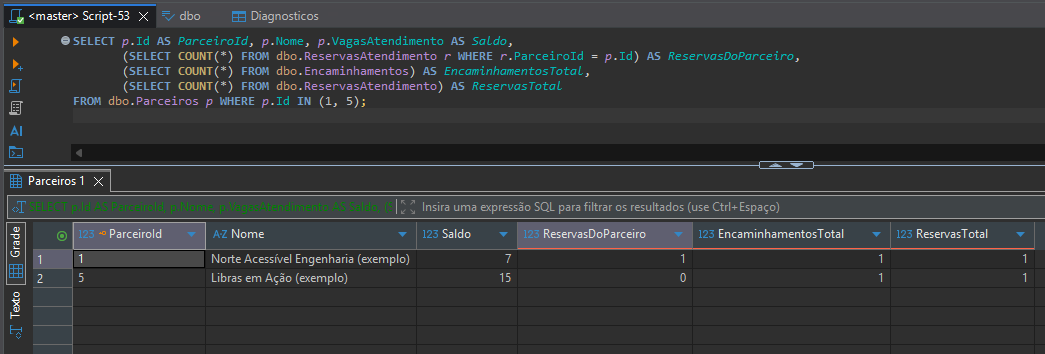 <master> Script-53
dbo
Diagnosticos
SELECT p.Id AS ParceiroId, p.Nome, p.VagasAtendimento AS Saldo,
(SELECT COUNT(*) FROM dbo.ReservasAtendimento r WHERE r.ParceiroId = p.Id) AS ReservasDoParceiro,
(SELECT COUNT(*) FROM dbo.Encaminhamentos) AS EncaminhamentosTotal,
(SELECT COUNT(*) FROM dbo.ReservasAtendimento) AS ReservasTotal
FROM dbo.Parceiros p WHERE p.Id IN (1, 5);
AI
Parceiros 1
SELECT p.Id AS ParceiroId, p.Nome, p.VagasAtendimento AS Saldo, (S
Insira uma expressão SQL para filtrar os resultados (use Ctrl+Espaço)
Grade
Texto
123 ParceiroId A-Z Nome 123 Saldo 123 ReservasDoParceiro 123 EncaminhamentosTotal 123 ReservasTotal
1 1 Norte Acessível Engenharia (exemplo) 7 1 1 1
2 5 Libras em Ação (exemplo) 15 0 1 1